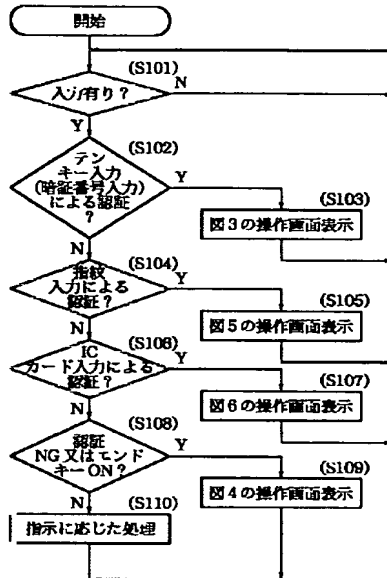 開始
(S101)
入力有り？
N
Y
(S102)
テン
キー入力
(暗証番号入力)
による認証
？
Y
(S103)
図3の操作画面表示
N
(S104)
指紋
入力による
認証？
Y
(S105)
図5の操作画面表示
N
(S106)
IC
カード入力による
認証？
Y
(S107)
図6の操作画面表示
N
(S108)
認証
NG又はエンド
キーON？
Y
(S109)
図4の操作画面表示
N
(S110)
指示に応じた処理